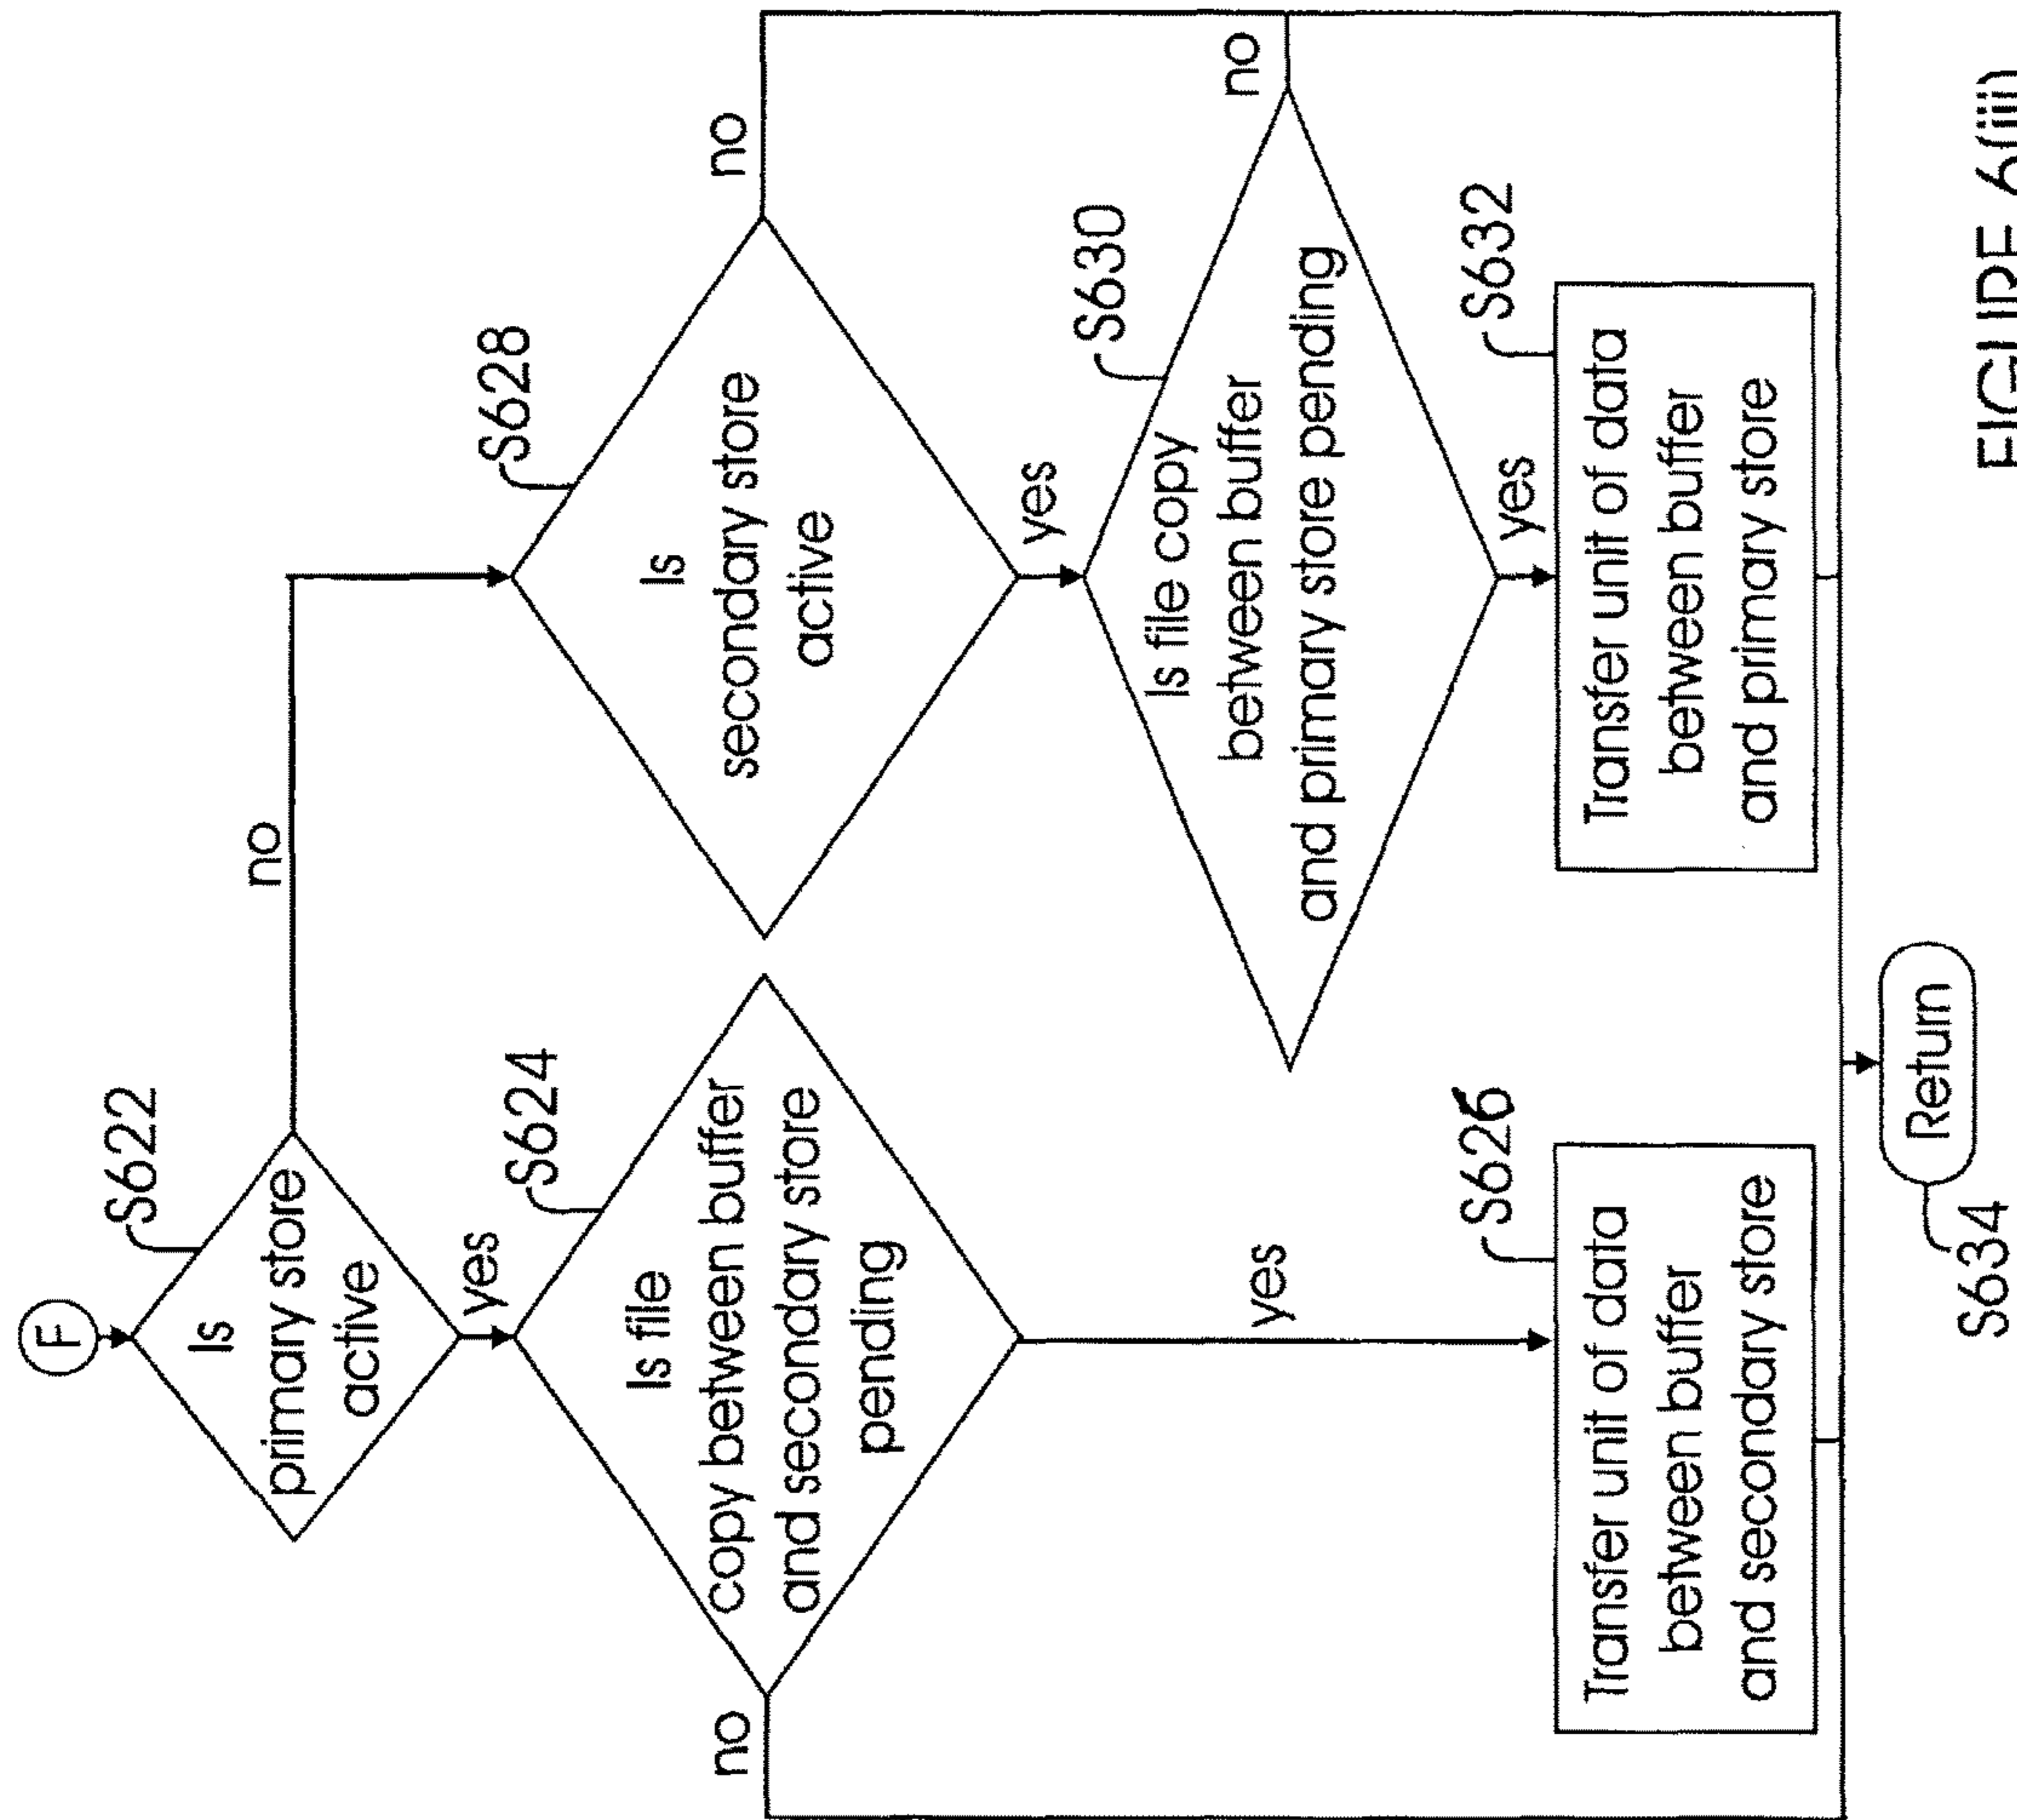 F
S622
Is
primary store
active
no
yes
S624
Is file
copy between buffer
and secondary store
pending
no
yes
S626
Transfer unit of data
between buffer
and secondary store
S628
Is
secondary store
active
no
yes
S630
Is file copy
between buffer
and primary store pending
no
yes
S632
Transfer unit of data
between buffer
and primary store
Return
S634
FIGURE 6(iii)